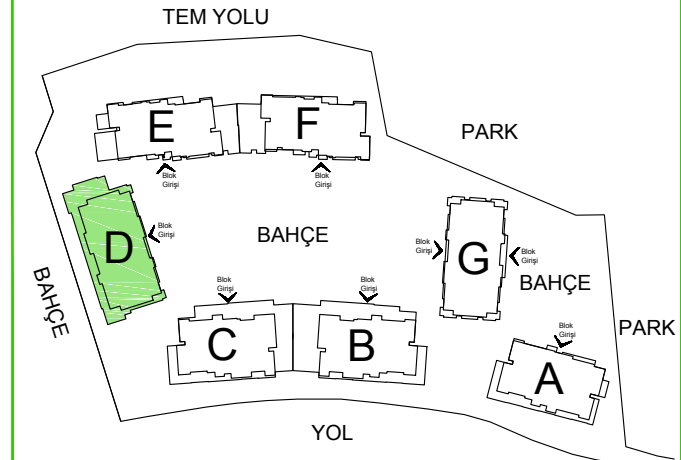 TEM YOLU
E
F
PARK
Blok
Girişi
Blok
Girişi
D
Blok
Girişi
BAHÇE
Blok
Girişi
G
Blok
Girişi
BAHÇE
BAHÇE
Blok
Girişi
Blok
Girişi
C
B
Blok
Girişi
PARK
A
YOL